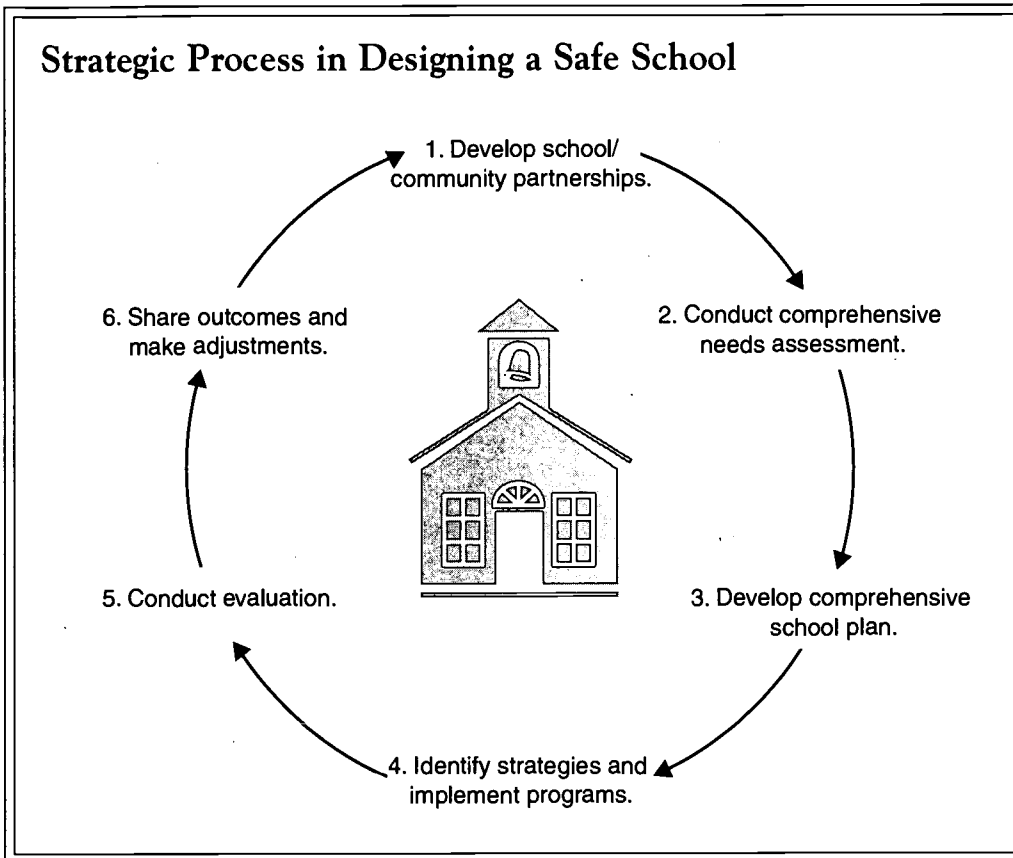 Strategic Process in Designing a Safe School
1. Develop school/
community partnerships.
2. Conduct comprehensive
needs assessment.
3. Develop comprehensive
school plan.
4. Identify strategies and
implement programs.
5. Conduct evaluation.
6. Share outcomes and
make adjustments.